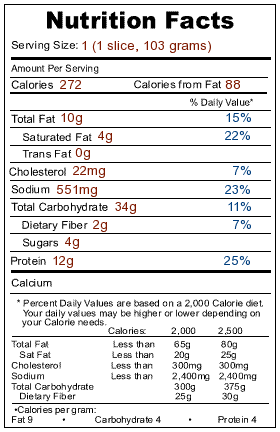 Nutrition Facts
Serving Size: 1 (1 slice, 103 grams)
Amount Per Serving
Calories 272 Calories from Fat 88
% Daily Value*
Total Fat 10g 15%
Saturated Fat 4g 22%
Trans Fat 0g
Cholesterol 22mg 7%
Sodium 551mg 23%
Total Carbohydrate 34g 11%
Dietary Fiber 2g 7%
Sugars 4g
Protein 12g 25%
Calcium
* Percent Daily Values are based on a 2,000 Calorie diet.
Your daily values may be higher or lower depending on
your Calorie needs.
Calories: 2,000 2,500
Total Fat Less than 65g 80g
Sat Fat Less than 20g 25g
Cholesterol Less than 300mg 300mg
Sodium Less than 2,400mg 2,400mg
Total Carbohydrate 300g 375g
Dietary Fiber 25g 30g
•Calories per gram:
Fat 9 • Carbohydrate 4 • Protein 4